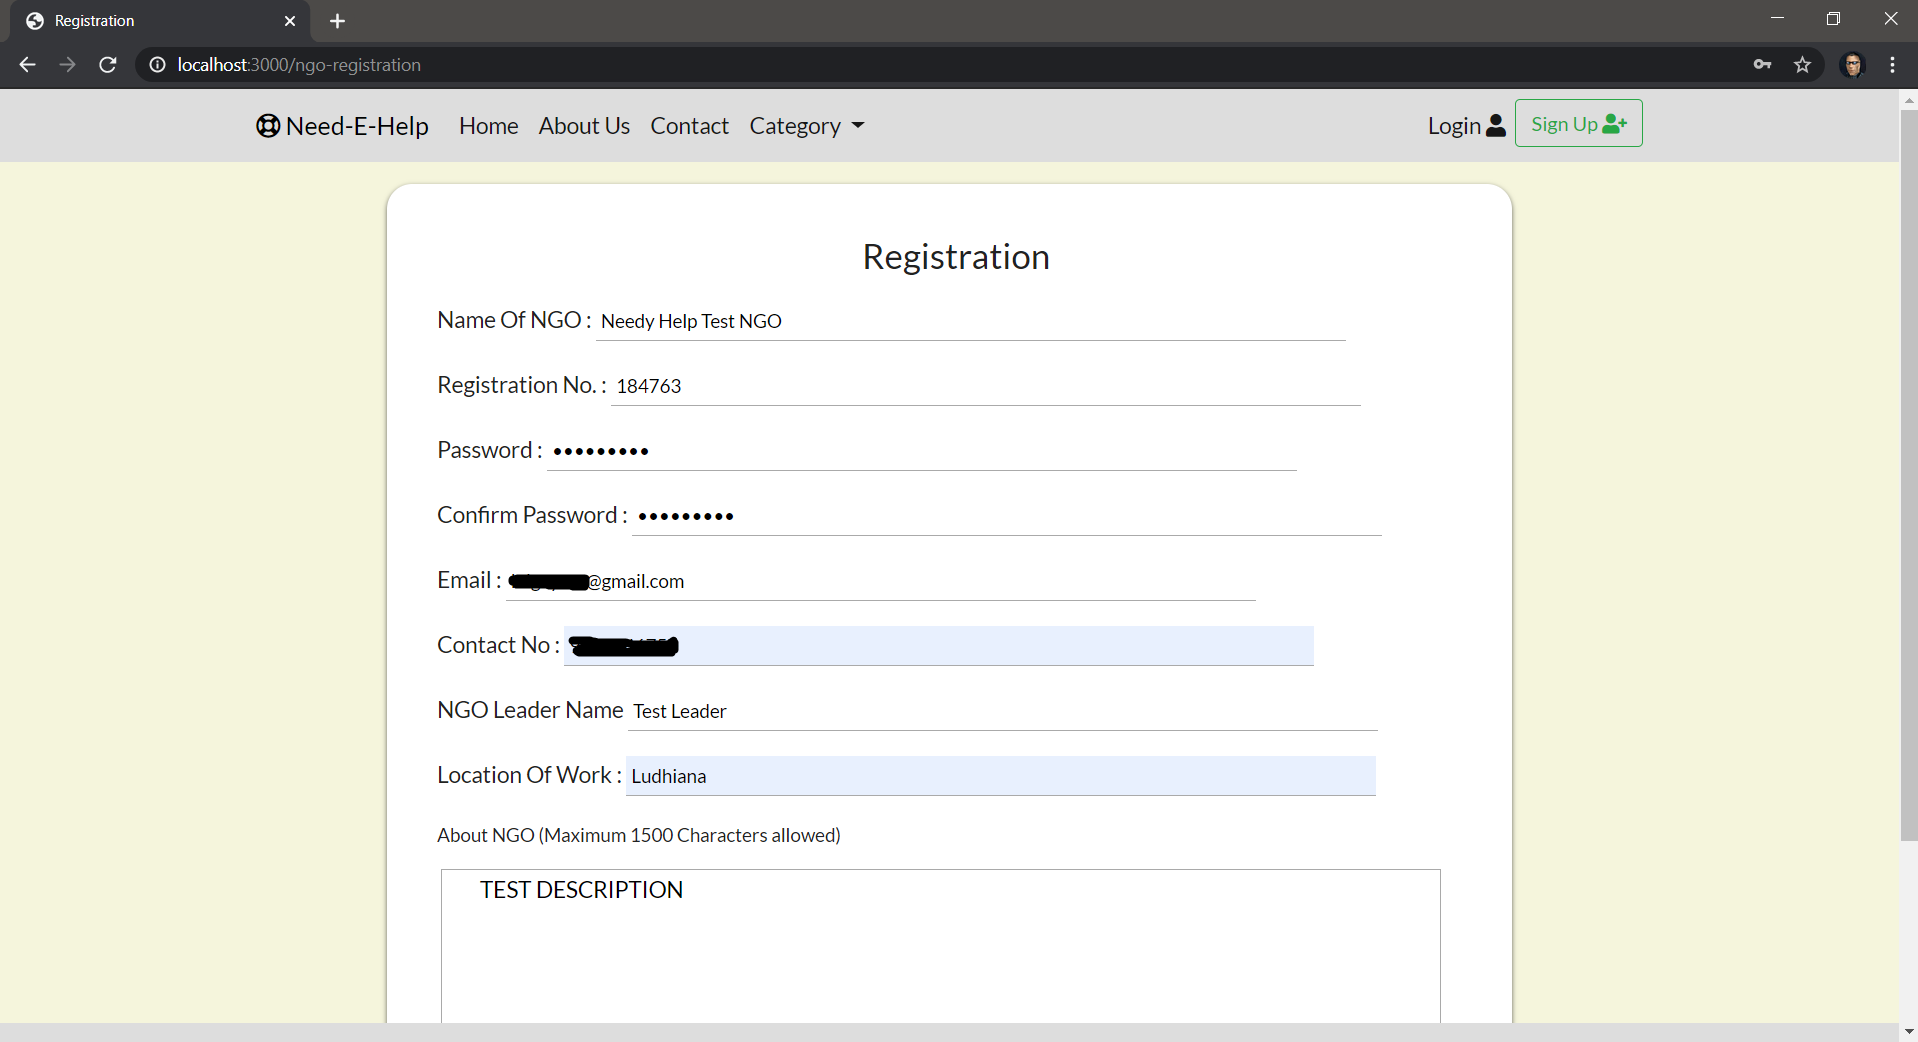 Registration
localhost:3000/ngo-registration
Need-E-Help Home About Us Contact Category Login Sign Up
Registration
Name Of NGO : Needy Help Test NGO
Registration No. : 184763
Password : •••••••••
Confirm Password : •••••••••
Email : @gmail.com
Contact No :
NGO Leader Name Test Leader
Location Of Work : Ludhiana
About NGO (Maximum 1500 Characters allowed)
TEST DESCRIPTION